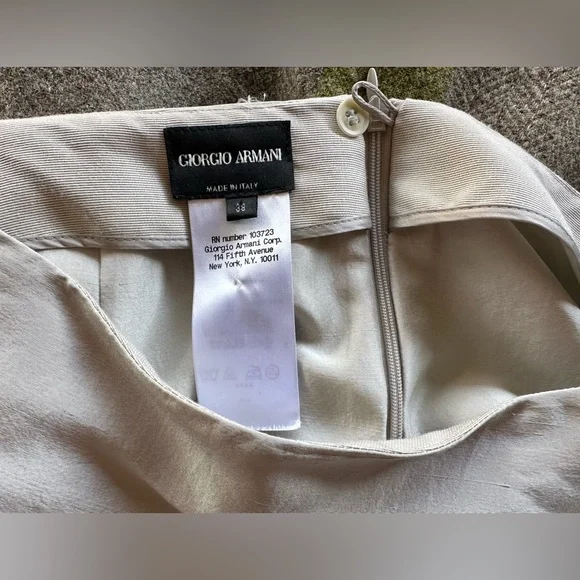 GIORGIO ARMANI
MADE IN ITALY
38
RN number 103723
Giorgio Armani Corp.
114 Fifth Avenue
New York, N.Y. 10011